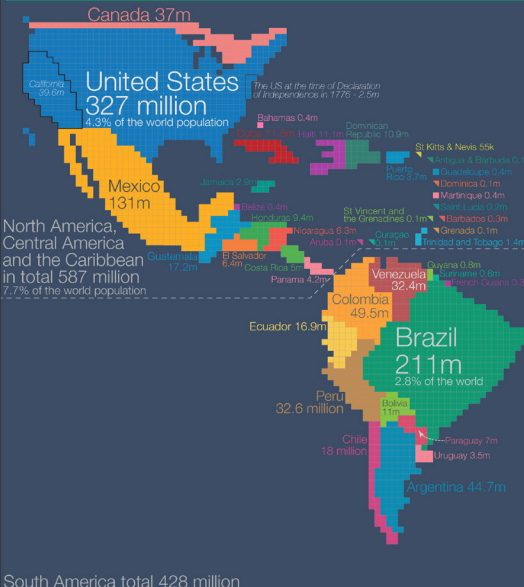 Canada 37m
California
39.6m
United States
327 million
4.3% of the world population
The US at the time of Declaration
of Independence in 1776 - 2.5m
Bahamas 0.4m
Haiti 11.1m
Dominican
Republic 10.9m
St Kitts & Nevis 55k
Antigua & Barbuda 0.1
Puerto
Rico 3.7m
Guadeloupe 0.4m
Dominica 0.1m
Martinique 0.4m
Saint Lucia 0.2m
Mexico
131m
Jamaica 2.9m
Belize 0.4m
Honduras 9.4m
St Vincent and
the Grenadines 0.1m
Barbados 0.3m
Grenada 0.1m
Nicaragua 6.3m
Aruba 0.1m
Curaçao
0.1m
Trinidad and Tobago 1.4m
North America,
Central America
and the Caribbean
in total 587 million
7.7% of the world population
Guatemala
17.2m
El Salvador
6.4m
Costa Rica 5m
Panama 4.2m
Venezuela
32.4m
Guyana 0.8m
Suriname 0.6m
French Guiana 0.3
Colombia
49.5m
Ecuador 16.9m
Brazil
211m
2.8% of the world
Peru
32.6 million
Bolivia
11m
Chile
18 million
Paraguay 7m
Uruguay 3.5m
Argentina 44.7m
South America total 428 million